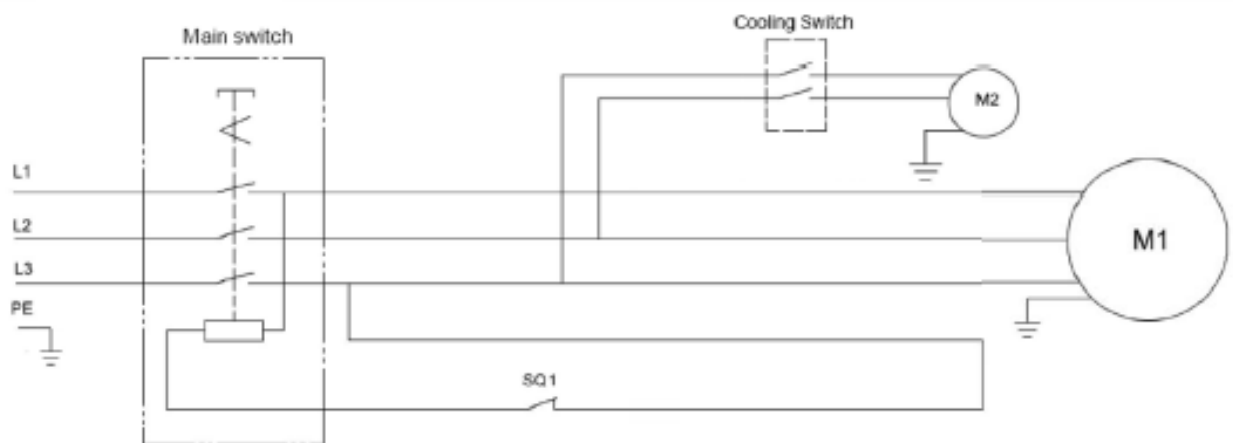 Cooling Switch
Main switch
M2
L1
L2
M1
L3
PE
SQ1